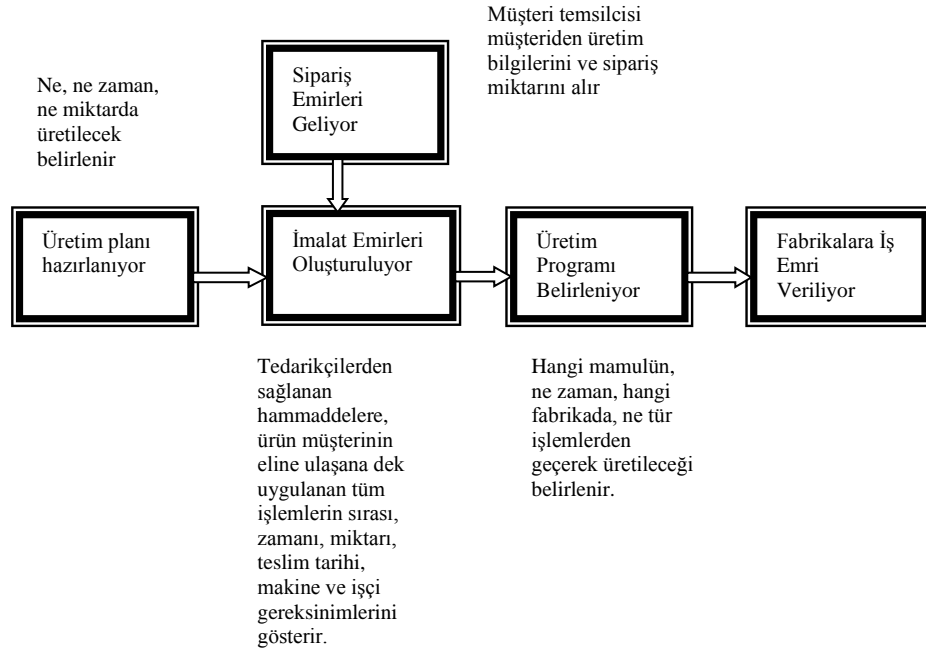 Müşteri temsilcisi
müşteriden üretim
bilgilerini ve sipariş
miktarını alır
Sipariş
Emirleri
Geliyor
Ne, ne zaman,
ne miktarda
üretilecek
belirlenir
Üretim planı
hazırlanıyor
İmalat Emirleri
Oluşturuluyor
Üretim
Programı
Belirleniyor
Fabrikalara İş
Emri
Veriliyor
Tedarikçilerden
sağlanan
hammaddelere,
ürün müşterinin
eline ulaşana dek
uygulanan tüm
işlemlerin sırası,
zamanı, miktarı,
teslim tarihi,
makine ve işçi
gereksinimlerini
gösterir.
Hangi mamulün,
ne zaman, hangi
fabrikada, ne tür
işlemlerden
geçerek üretileceği
belirlenir.